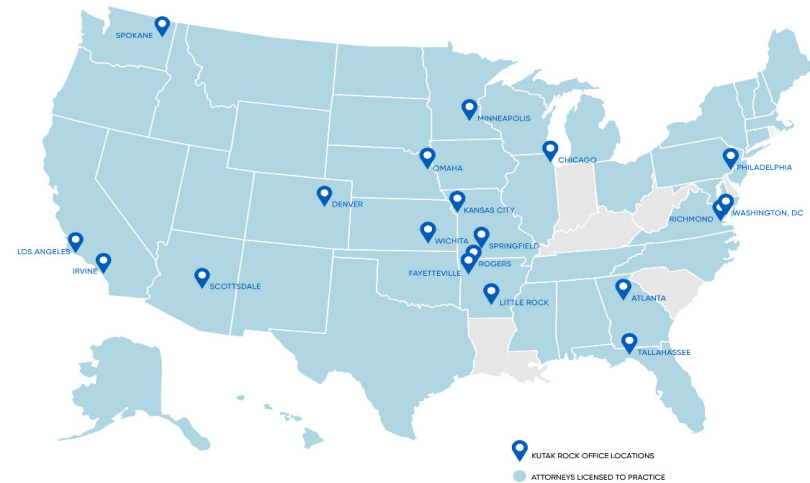 SPOKANE
MINNEAPOLIS
CHICAGO
OMAHA
PHILADELPHIA
DENVER
KANSAS CITY
WASHINGTON, DC
RICHMOND
WICHITA
SPRINGFIELD
LOS ANGELES
ROGERS
IRVINE
FAYETTEVILLE
SCOTTSDALE
ATLANTA
LITTLE ROCK
TALLAHASSEE
KUTAK ROCK OFFICE LOCATIONS
ATTORNEYS LICENSED TO PRACTICE